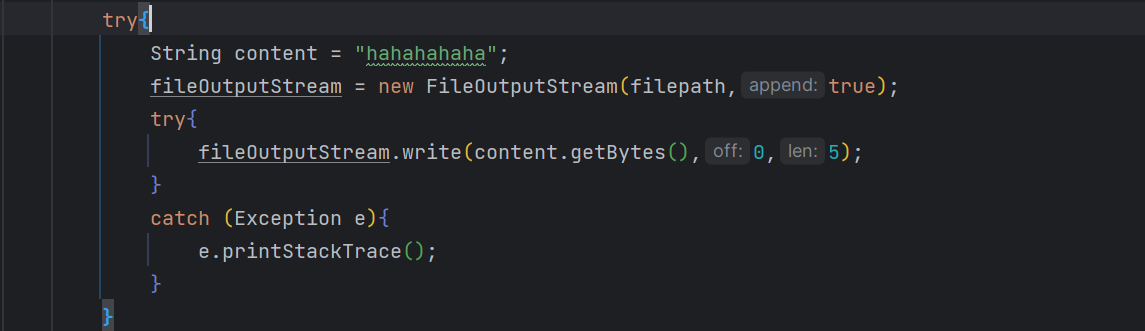 try{
String content = "hahahahaha";
fileOutputStream = new FileOutputStream(filepath, append: true);
try{
fileOutputStream.write(content.getBytes(), off: 0, len: 5);
}
catch (Exception e){
e.printStackTrace();
}
}